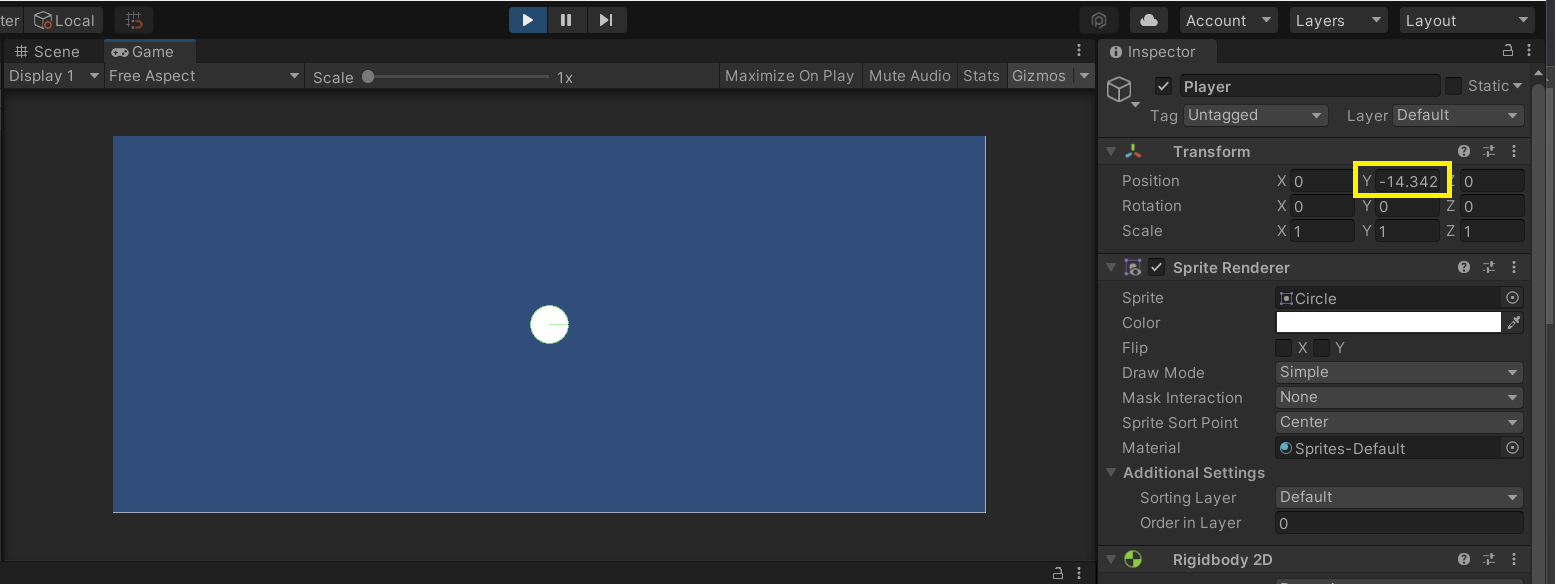 ter Local Account Layers Layout
Scene Game
Display 1 Free Aspect Scale 1x Maximize On Play Mute Audio Stats Gizmos
Inspector
Player Static
Tag Untagged Layer Default
Transform
Position X 0 Y -14.342 Z 0
Rotation X 0 Y 0 Z 0
Scale X 1 Y 1 Z 1
Sprite Renderer
Sprite Circle
Color
Flip X Y
Draw Mode Simple
Mask Interaction None
Sprite Sort Point Center
Material Sprites-Default
Additional Settings
Sorting Layer Default
Order in Layer 0
Rigidbody 2D